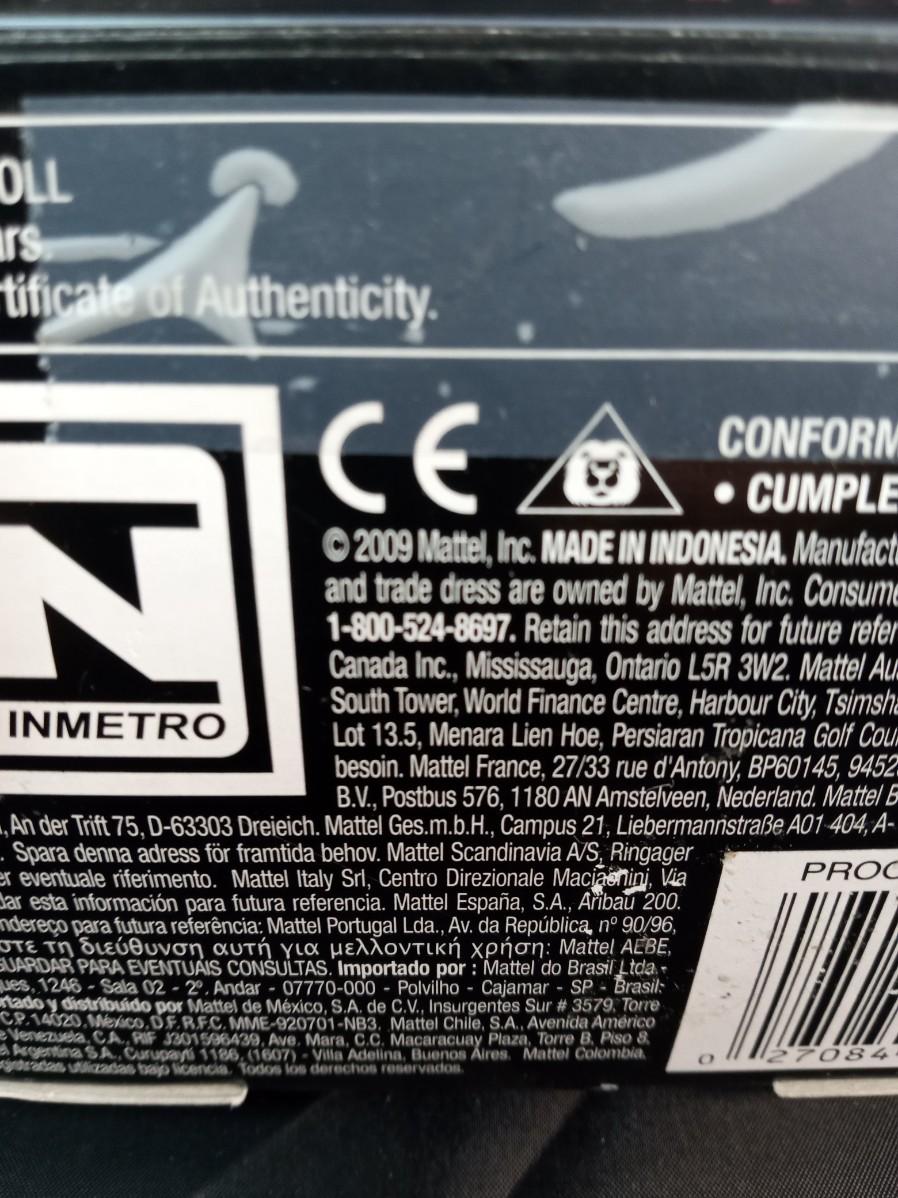 OLL
rs.
tificate of Authenticity.
CE
CONFORM
• CUMPLE
© 2009 Mattel, Inc. MADE IN INDONESIA. Manufact
and trade dress are owned by Mattel, Inc. Consume
1-800-524-8697. Retain this address for future refer
Canada Inc., Mississauga, Ontario L5R 3W2. Mattel Au
South Tower, World Finance Centre, Harbour City, Tsimsha
Lot 13.5, Menara Lien Hoe, Persiaran Tropicana Golf Cou
besoin. Mattel France, 27/33 rue d'Antony, BP60145, 9452
B.V., Postbus 576, 1180 AN Amstelveen, Nederland. Mattel B
N
INMETRO
, An der Trift 75, D-63303 Dreieich. Mattel Ges.m.b.H., Campus 21, Liebermannstraße A01 404, A-
. Spara denna adress för framtida behov. Mattel Scandinavia A/S, Ringager
er eventuale riferimento. Mattel Italy Srl, Centro Direzionale Maciachini, Via
dar esta información para futura referencia. Mattel España, S.A., Aribau 200.
ndereço para futura referência: Mattel Portugal Lda., Av. da República, nº 90/96,
στε τη διεύθυνση αυτή για μελλοντική χρήση: Mattel AEBE,
GUARDAR PARA EVENTUAIS CONSULTAS. Importado por : Mattel do Brasil Ltda.-
ues, 1246 - Sala 02 - 2º. Andar - 07770-000 - Polvilho - Cajamar - SP - Brasil.
rtado y distribuido por Mattel de México, S.A. de C.V., Insurgentes Sur # 3579, Torre
C.P. 14020, México, D.F. R.F.C. MME-920701-NB3. Mattel Chile, S.A., Avenida Américo
Venezuela, C.A., RIF J301596439, Ave. Mara, C.C. Macaracuay Plaza, Torre B, Piso 8,
Argentina S.A., Curupaytí 1186, (1607) - Villa Adelina, Buenos Aires. Mattel Colombia,
gistradas utilizadas bajo licencia. Todos los derechos reservados.
PROO
0 27084